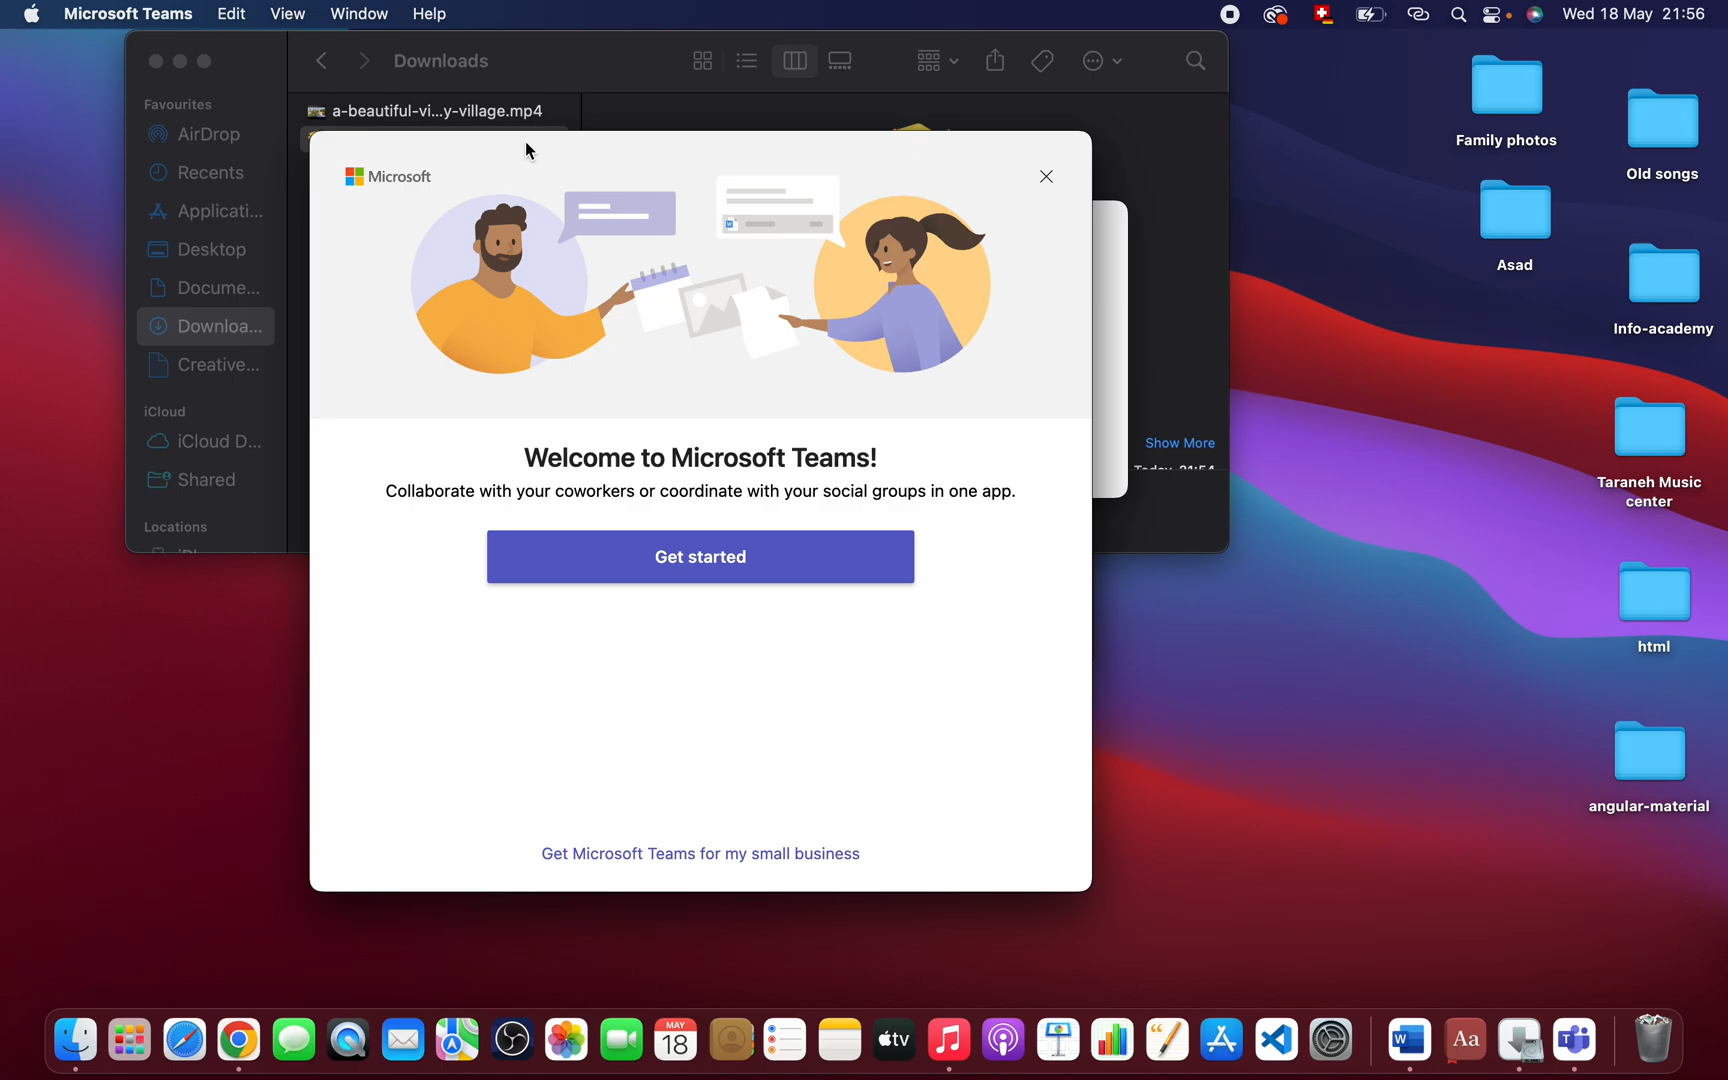 Microsoft Teams Edit View Window Help
Wed 18 May 21:56
Downloads
Favourites
AirDrop
Recents
Applicati...
Desktop
Docume...
Downloa...
Creative...
iCloud
iCloud D...
Shared
Locations
a-beautiful-vi...y-village.mp4
Show More
Microsoft
Welcome to Microsoft Teams!
Collaborate with your coworkers or coordinate with your social groups in one app.
Get started
Get Microsoft Teams for my small business
Family photos
Old songs
Asad
Info-academy
Taraneh Music
center
html
angular-material
MAY
18
tv
W
Aa
T